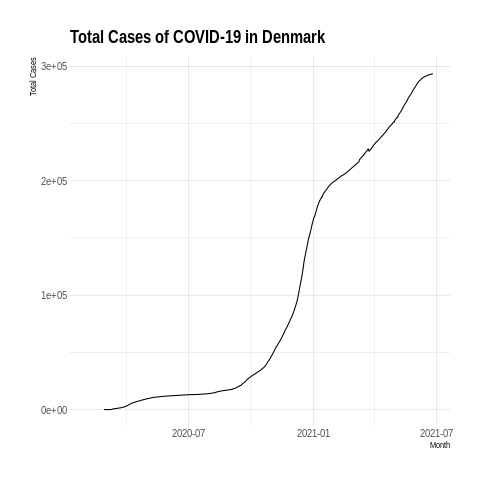 Total Cases of COVID-19 in Denmark
Total Cases
3e+05
2e+05
1e+05
0e+00
2020-07 2021-01 2021-07
Month